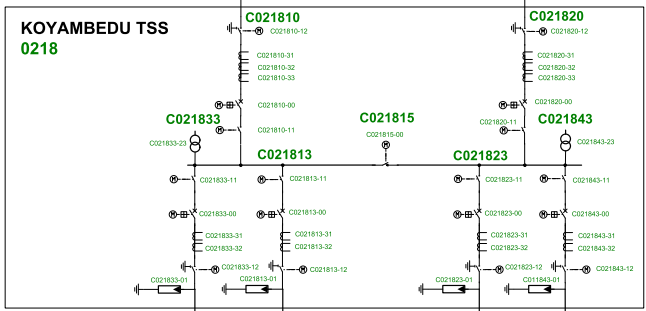 KOYAMBEDU TSS
0218
C021810
C021810-12
C021810-31
C021810-32
C021810-33
M
C021810-00
M
C021810-11
M
C021820
C021820-12
M
C021820-31
C021820-32
C021820-33
C021820-00
M
C021820-11
M
C021833
C021833-23
C021815
C021815-00
M
C021843
C021843-23
C021813
C021823
M
C021833-11
M
C021813-11
M
C021823-11
M
C021843-11
M
C021833-00
M
C021813-00
M
C021823-00
M
C021843-00
C021833-31
C021833-32
C021813-31
C021813-32
C021823-31
C021823-32
C021843-31
C021843-32
C021833-12
M
C021813-12
M
C021823-12
M
C021843-12
M
C021833-01
C021813-01
C021823-01
C011843-01